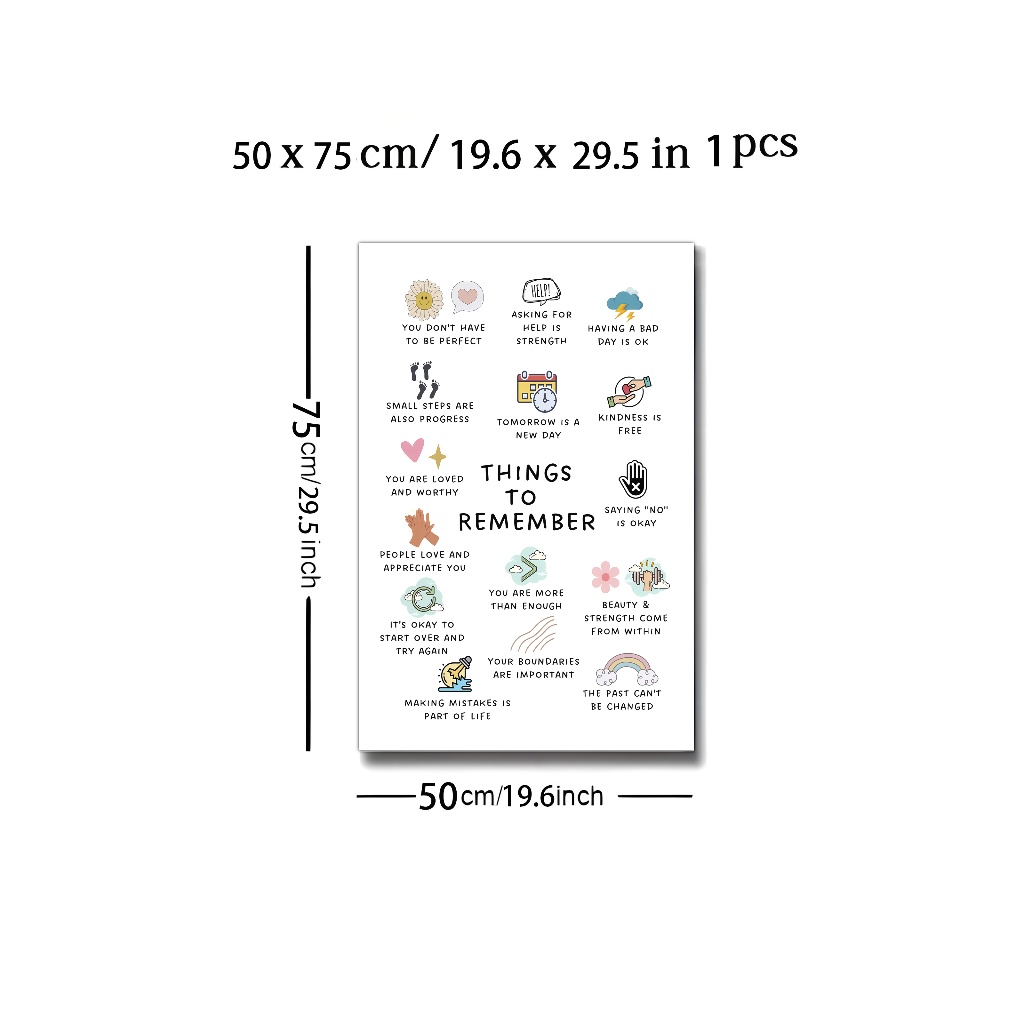 50 x 75 cm/ 19.6 x 29.5 in 1 pcs
75cm/29.5inch
HELP!
YOU DON'T HAVE
TO BE PERFECT
ASKING FOR
HELP IS
STRENGTH
HAVING A BAD
DAY IS OK
SMALL STEPS ARE
ALSO PROGRESS
TOMORROW IS A
NEW DAY
KINDNESS IS
FREE
YOU ARE LOVED
AND WORTHY
THINGS
TO
REMEMBER
SAYING "NO"
IS OKAY
PEOPLE LOVE AND
APPRECIATE YOU
YOU ARE MORE
THAN ENOUGH
BEAUTY &
STRENGTH COME
FROM WITHIN
IT'S OKAY TO
START OVER AND
TRY AGAIN
YOUR BOUNDARIES
ARE IMPORTANT
THE PAST CAN'T
BE CHANGED
MAKING MISTAKES IS
PART OF LIFE
50cm/19.6inch